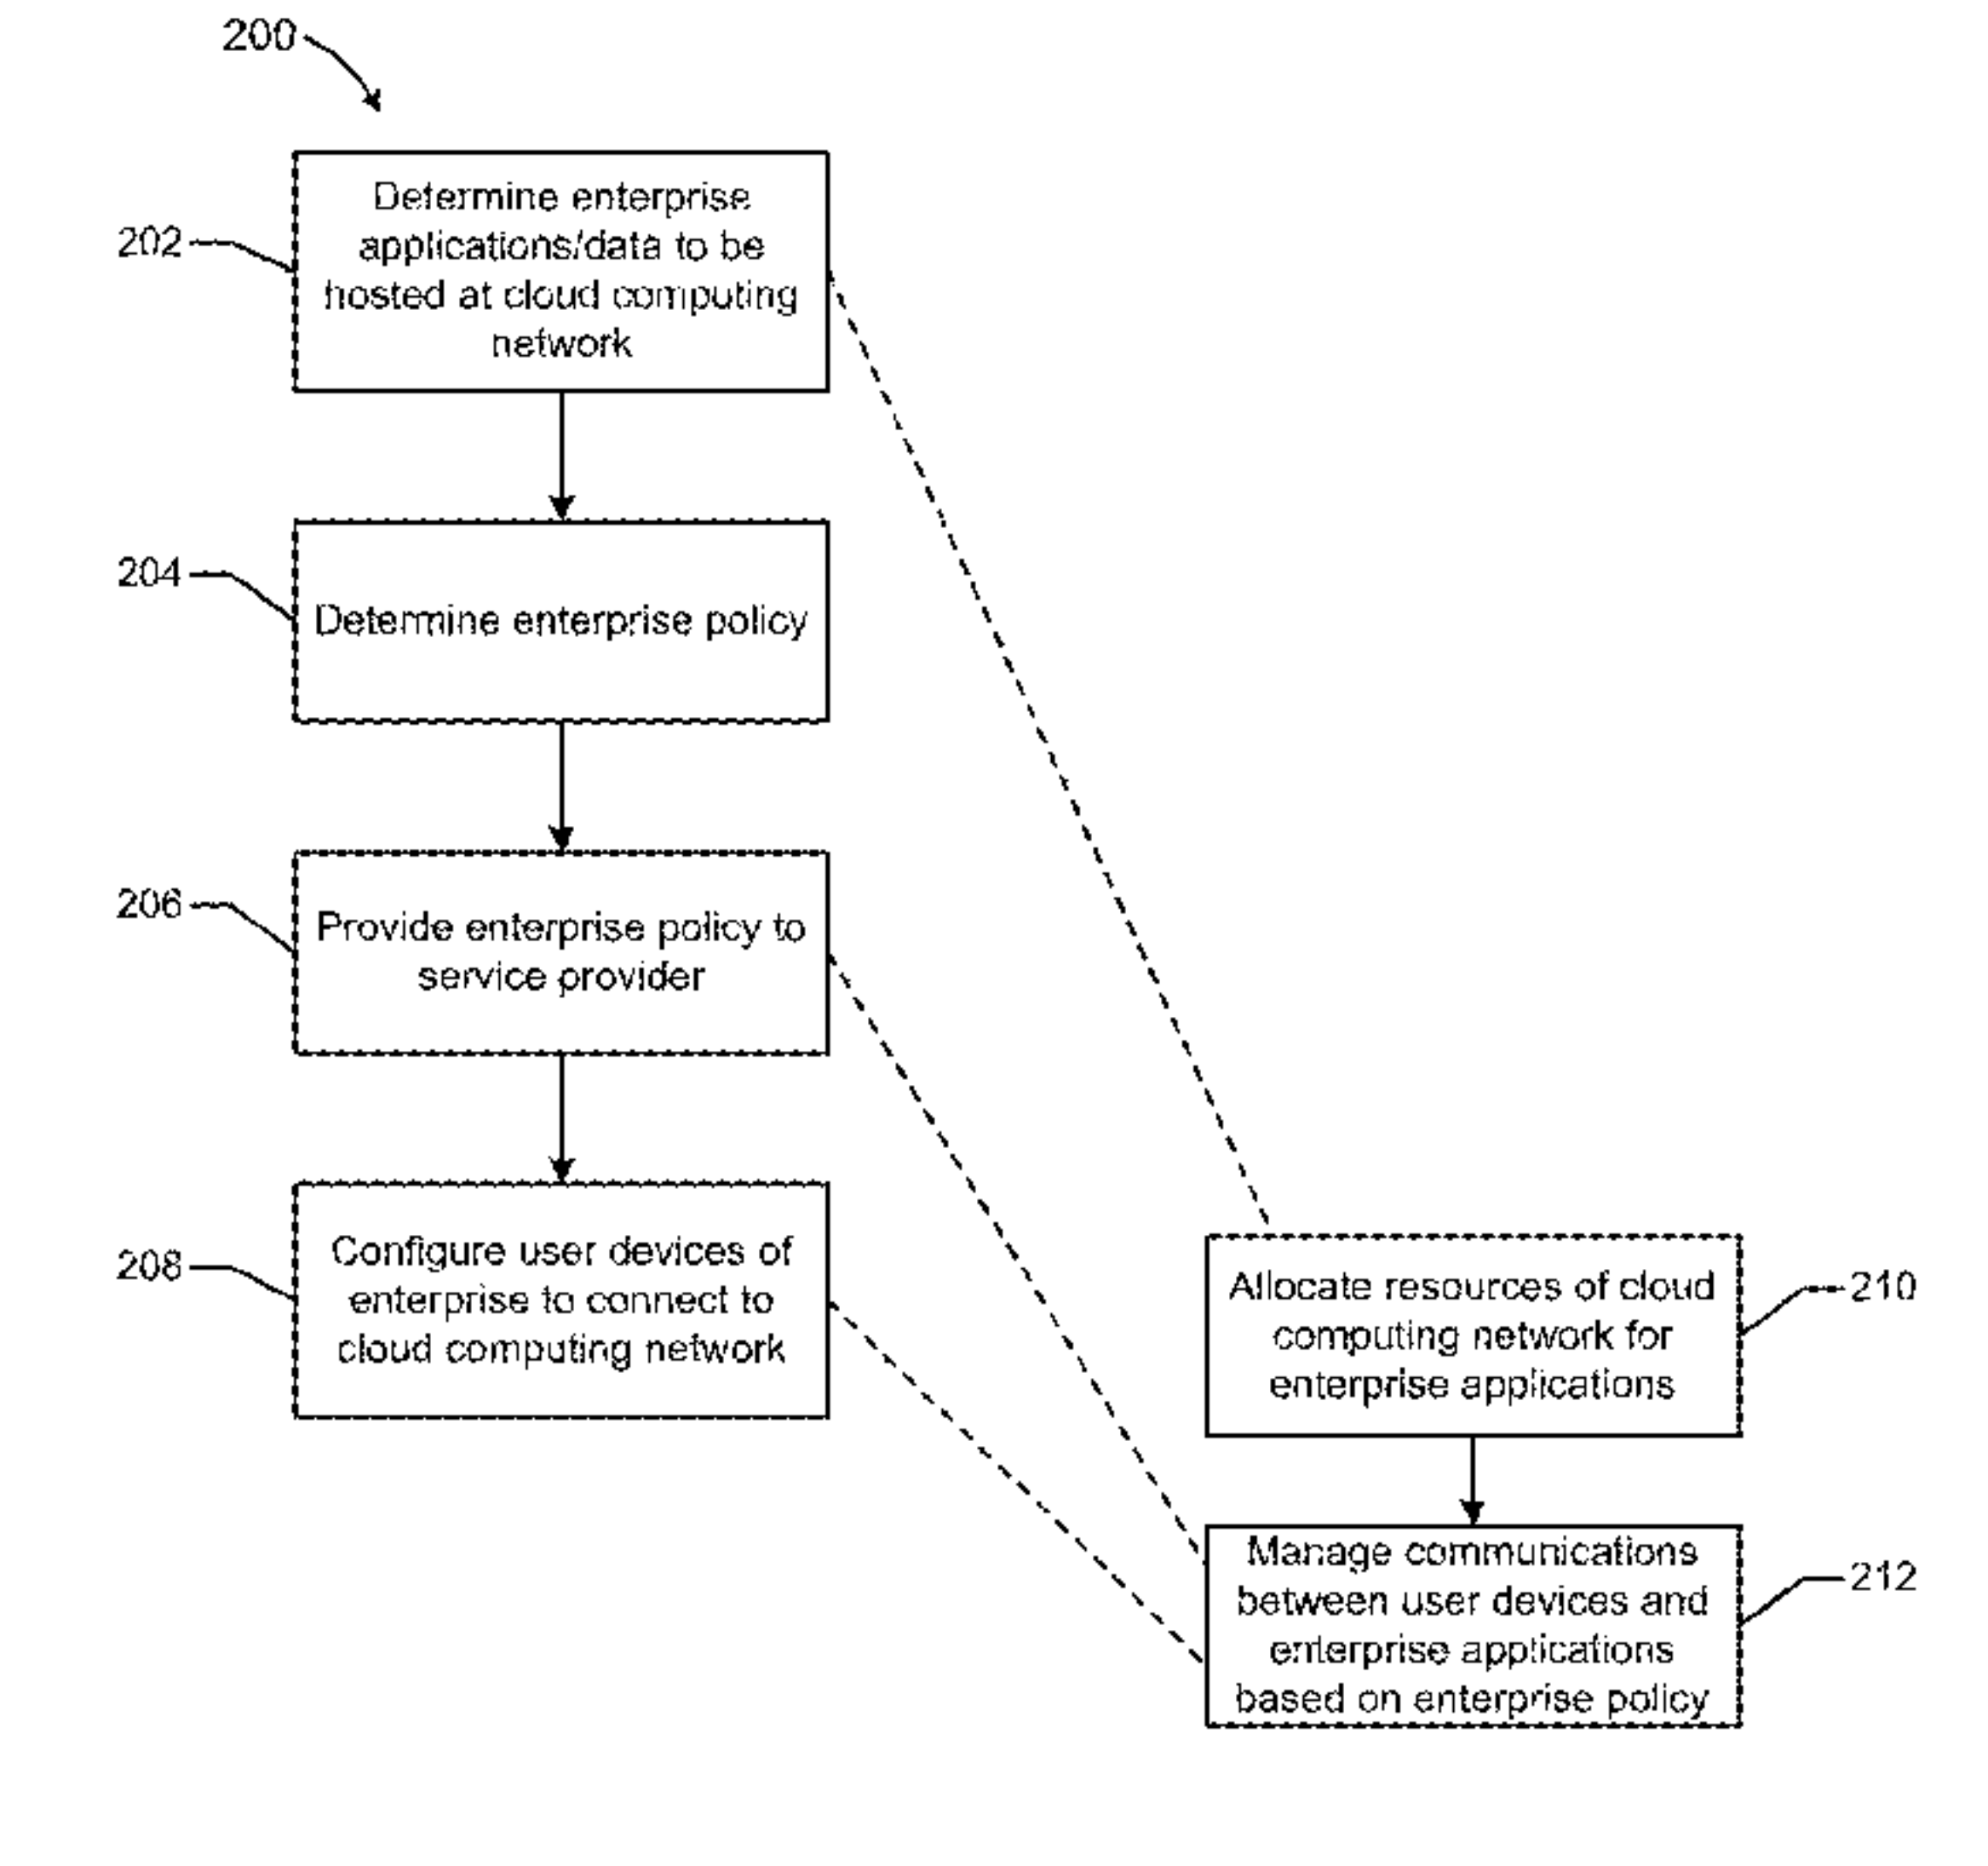 200
202
Determine enterprise
applications/data to be
hosted at cloud computing
network
204
Determine enterprise policy
206
Provide enterprise policy to
service provider
208
Configure user devices of
enterprise to connect to
cloud computing network
Allocate resources of cloud
computing network for
enterprise applications
210
Manage communications
between user devices and
enterprise applications
based on enterprise policy
212